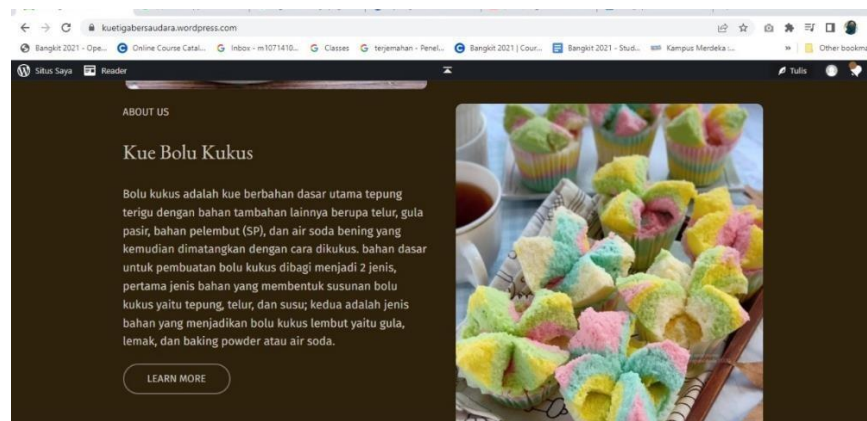 kuetigabersaudara.wordpress.com
Bangkit 2021 - Ope... Online Course Catal... Inbox - m1071410... Classes terjemahan - Penel... Bangkit 2021 | Cour... Bangkit 2021 - Stud... Kampus Merdeka :... » Other bookma
Situs Saya Reader Tulis
ABOUT US
Kue Bolu Kukus
Bolu kukus adalah kue berbahan dasar utama tepung
terigu dengan bahan tambahan lainnya berupa telur, gula
pasir, bahan pelembut (SP), dan air soda bening yang
kemudian dimatangkan dengan cara dikukus. bahan dasar
untuk pembuatan bolu kukus dibagi menjadi 2 jenis,
pertama jenis bahan yang membentuk susunan bolu
kukus yaitu tepung, telur, dan susu; kedua adalah jenis
bahan yang menjadikan bolu kukus lembut yaitu gula,
lemak, dan baking powder atau air soda.
LEARN MORE